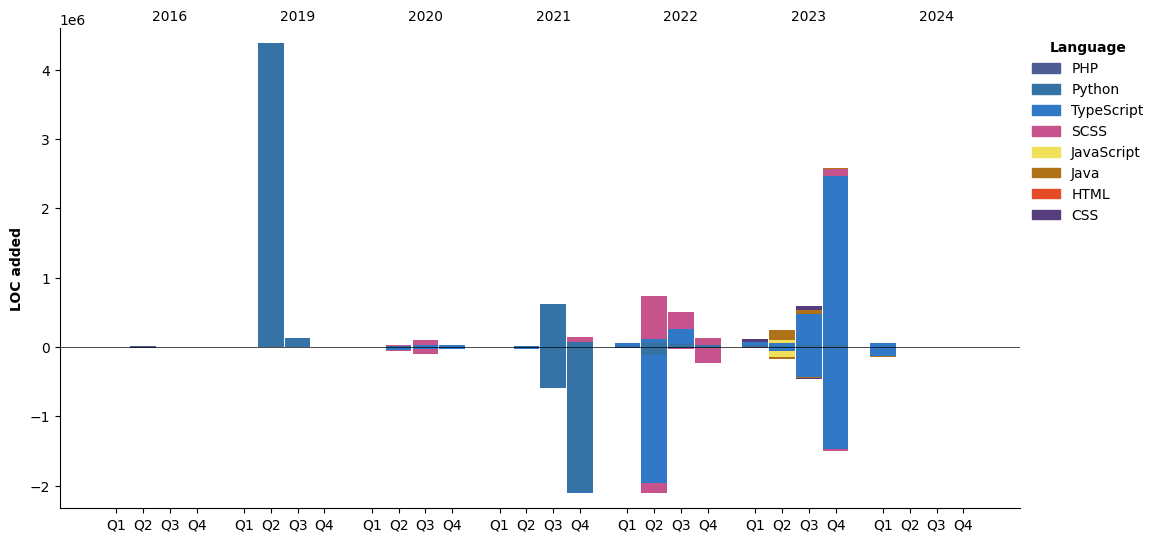 1e6
2016 2019 2020 2021 2022 2023 2024
LOC added
4
3
2
1
0
−1
−2
Q1 Q2 Q3 Q4 Q1 Q2 Q3 Q4 Q1 Q2 Q3 Q4 Q1 Q2 Q3 Q4 Q1 Q2 Q3 Q4 Q1 Q2 Q3 Q4 Q1 Q2 Q3 Q4
Language
PHP
Python
TypeScript
SCSS
JavaScript
Java
HTML
CSS